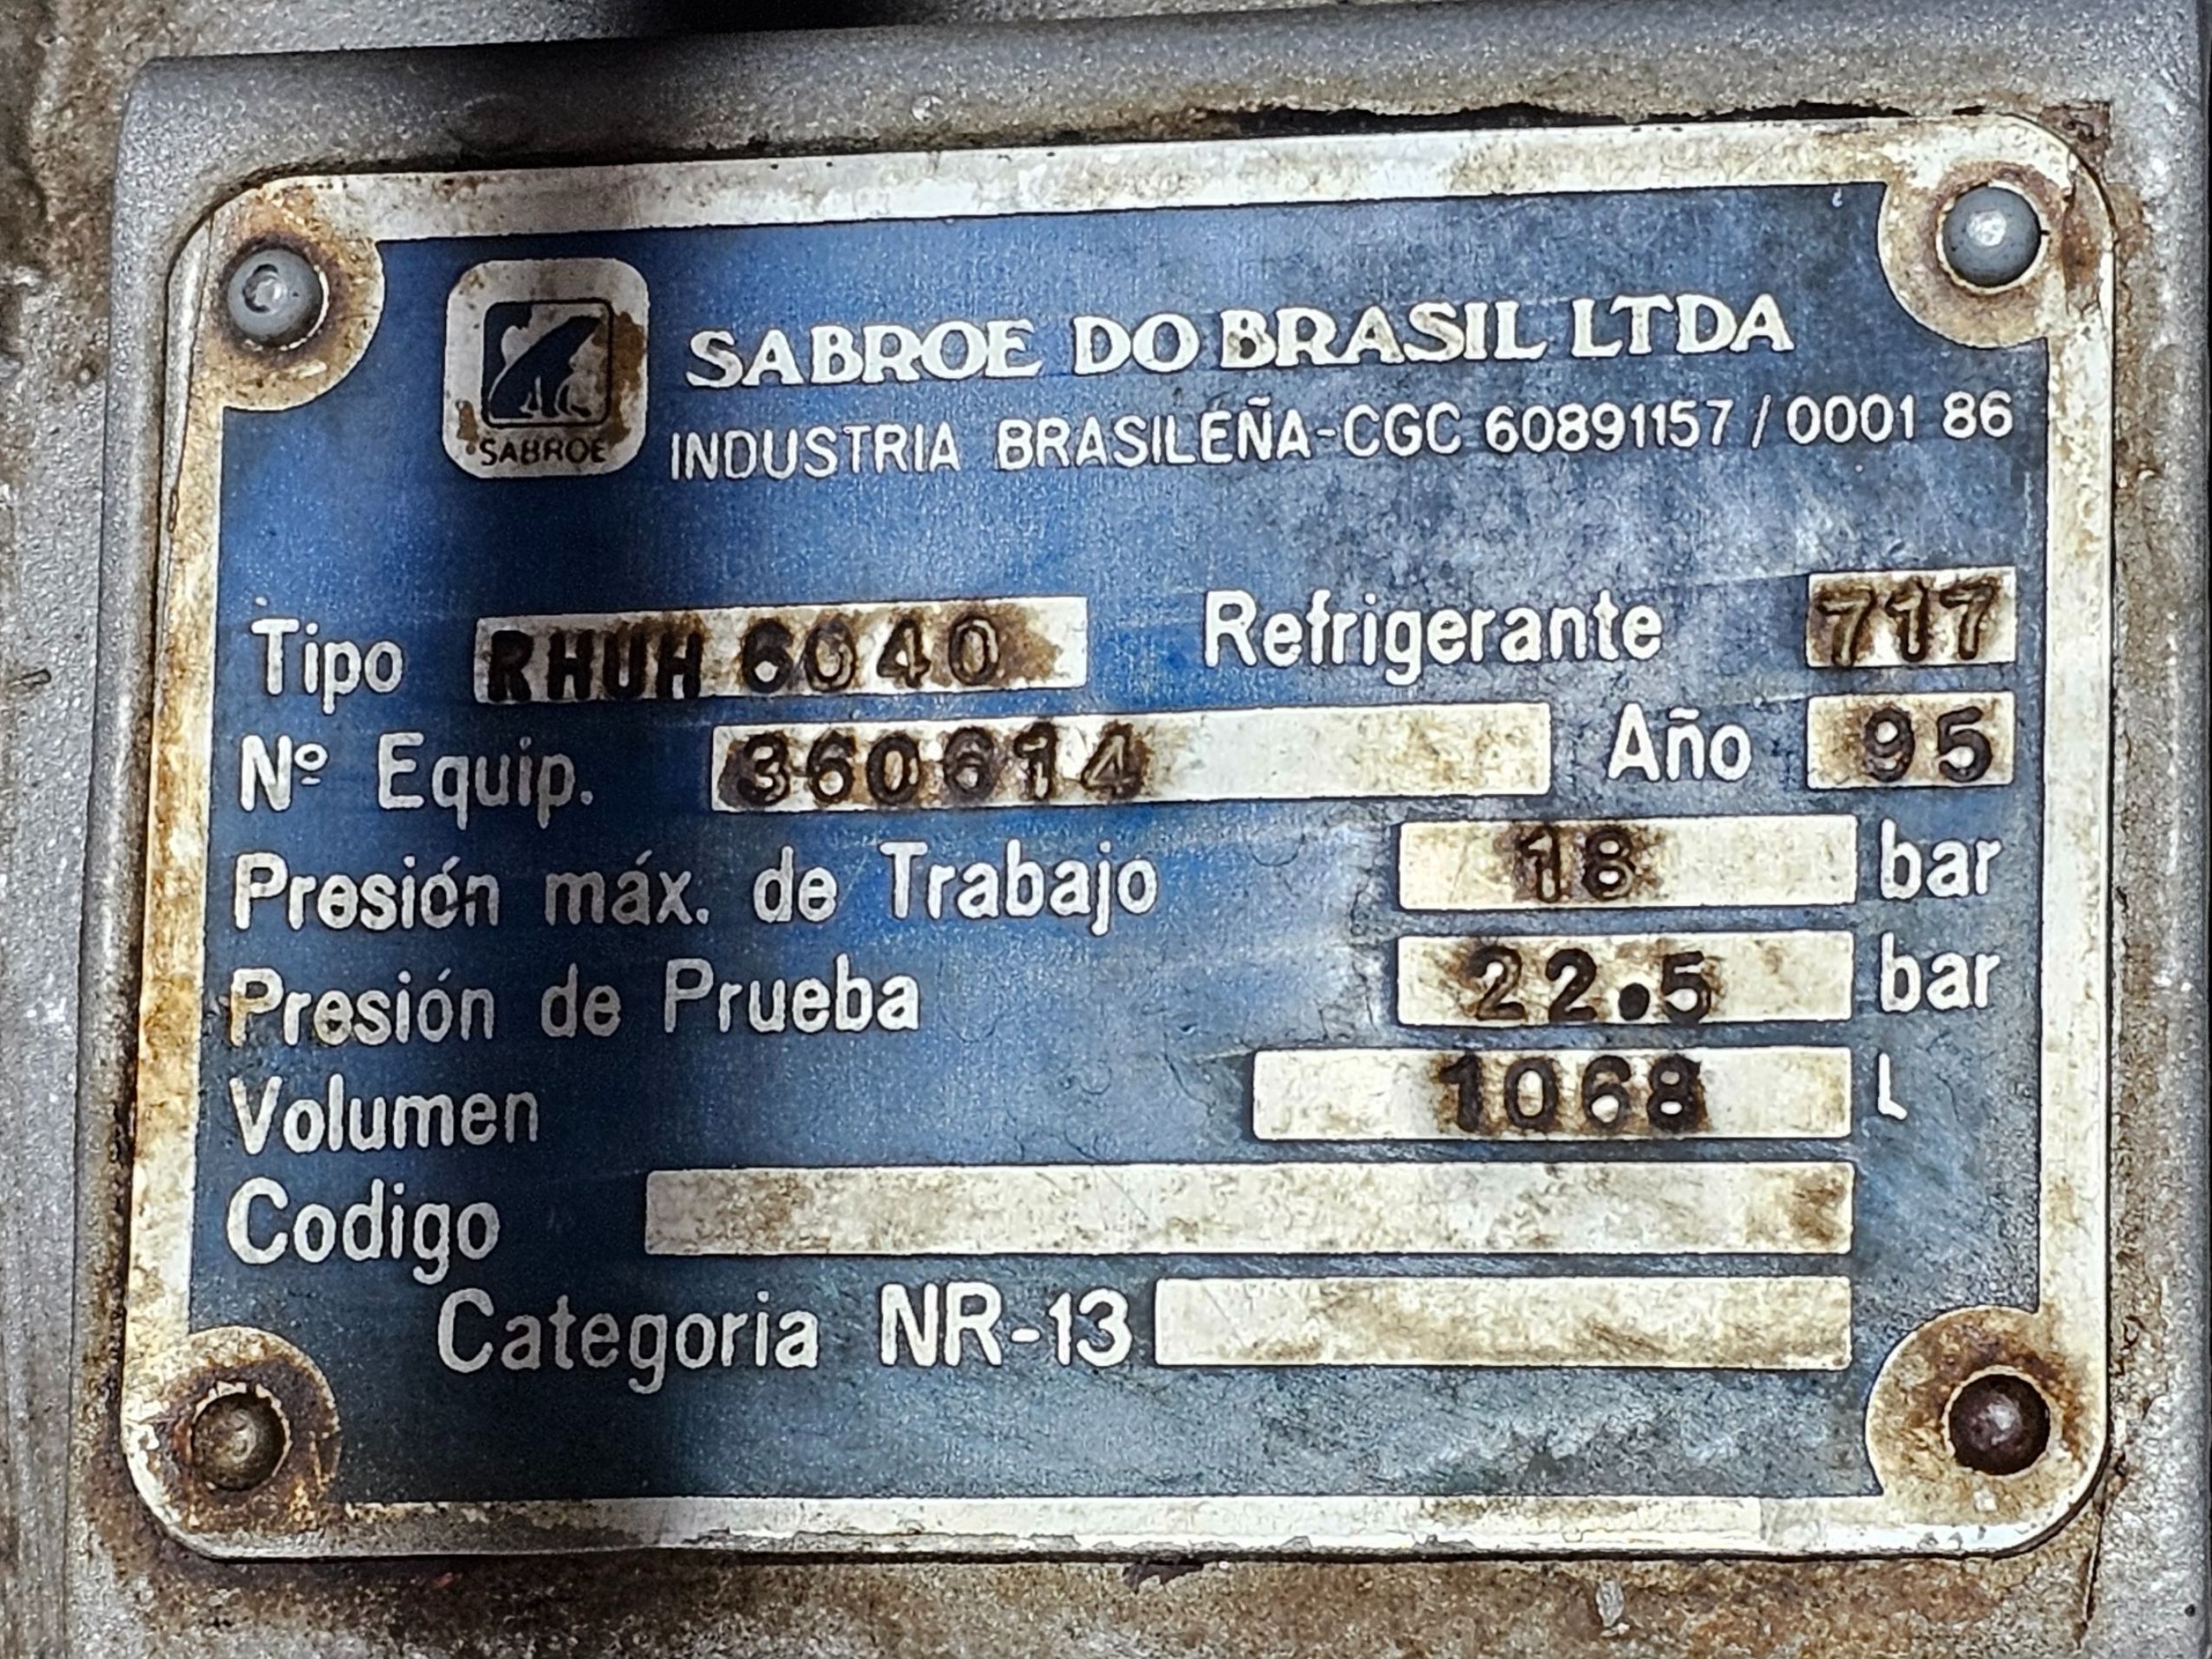 SABROE
SABROE DO BRASIL LTDA
INDUSTRIA BRASILEÑA-CGC 60891157/0001 86
Tipo RHUH 6040 Refrigerante 717
Nº Equip. 360614 Año 95
Presión máx. de Trabajo 18 bar
Presión de Prueba 22.5 bar
Volumen 1068 L
Codigo
Categoria NR-13